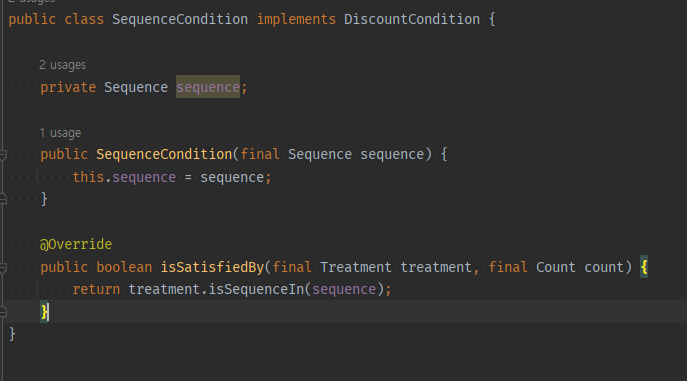 2 usages
public class SequenceCondition implements DiscountCondition {
2 usages
private Sequence sequence;
1 usage
public SequenceCondition(final Sequence sequence) {
this.sequence = sequence;
}
@Override
public boolean isSatisfiedBy(final Treatment treatment, final Count count) {
return treatment.isSequenceIn(sequence);
}
}